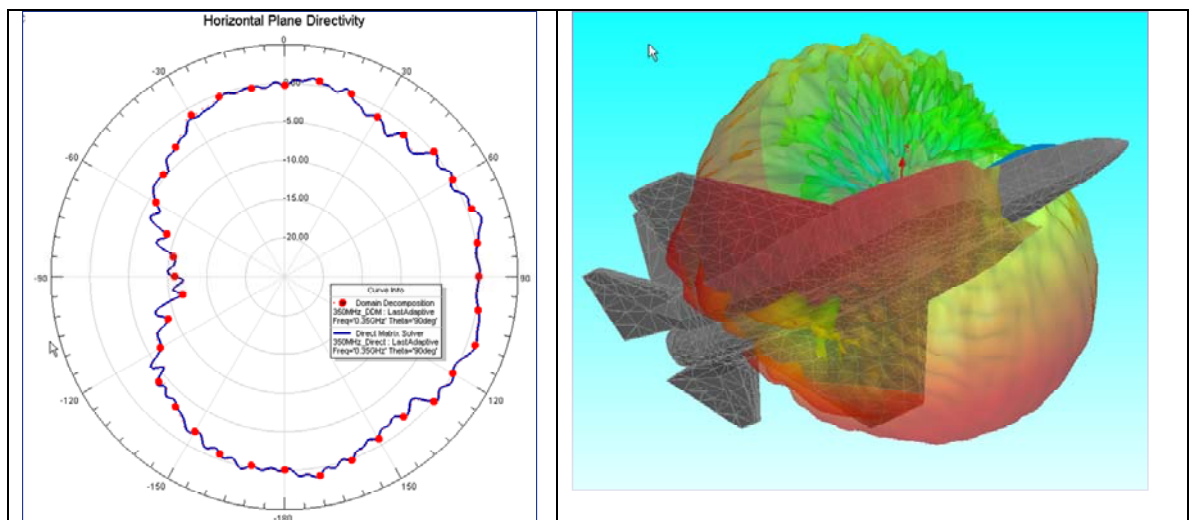 Horizontal Plane Directivity
0
-30
30
-5.00
-60
60
-10.00
-15.00
-20.00
-90
90
Curve Info
Domain Decomposition
350MHz_DDM : LastAdaptive
Freq='0.35GHz' Theta='90deg'
Direct Matrix Solver
350MHz_Direct : LastAdaptive
Freq='0.35GHz' Theta='90deg'
-120
120
-150
150
-180